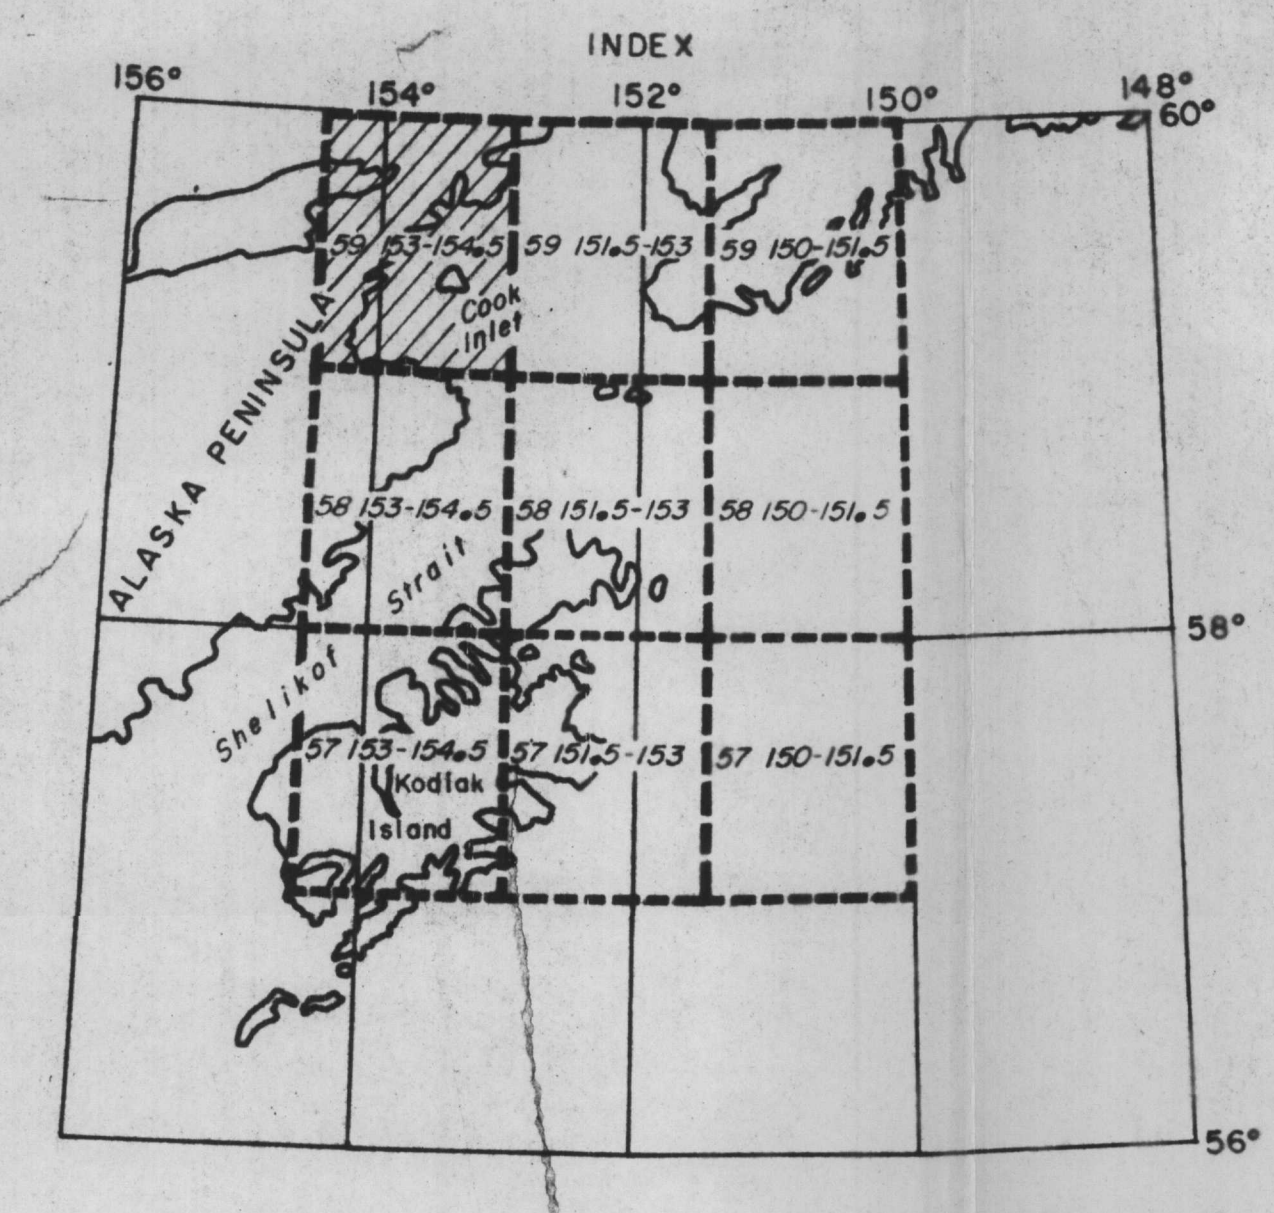 INDEX
156°
154°
152°
150°
148°
60°
59 153-154.5
59 151.5-153
59 150-151.5
Cook
Inlet
ALASKA PENINSULA
58 153-154.5
58 151.5-153
58 150-151.5
Shelikof Strait
58°
57 153-154.5
57 151.5-153
57 150-151.5
Kodiak
Island
56°